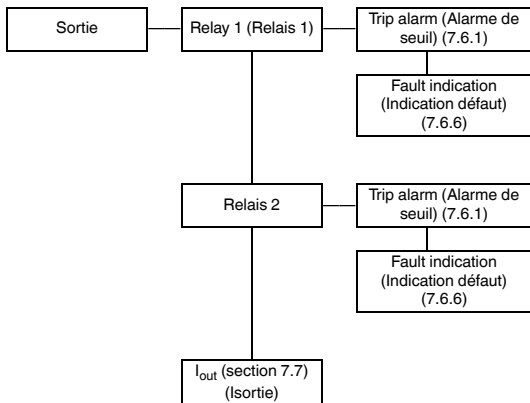 Sortie
Relay 1 (Relais 1)
Trip alarm (Alarme de
seuil) (7.6.1)
Fault indication
(Indication défaut)
(7.6.6)
Relais 2
Trip alarm (Alarme de
seuil) (7.6.1)
Fault indication
(Indication défaut)
(7.6.6)
Iout (section 7.7)
(Isortie)